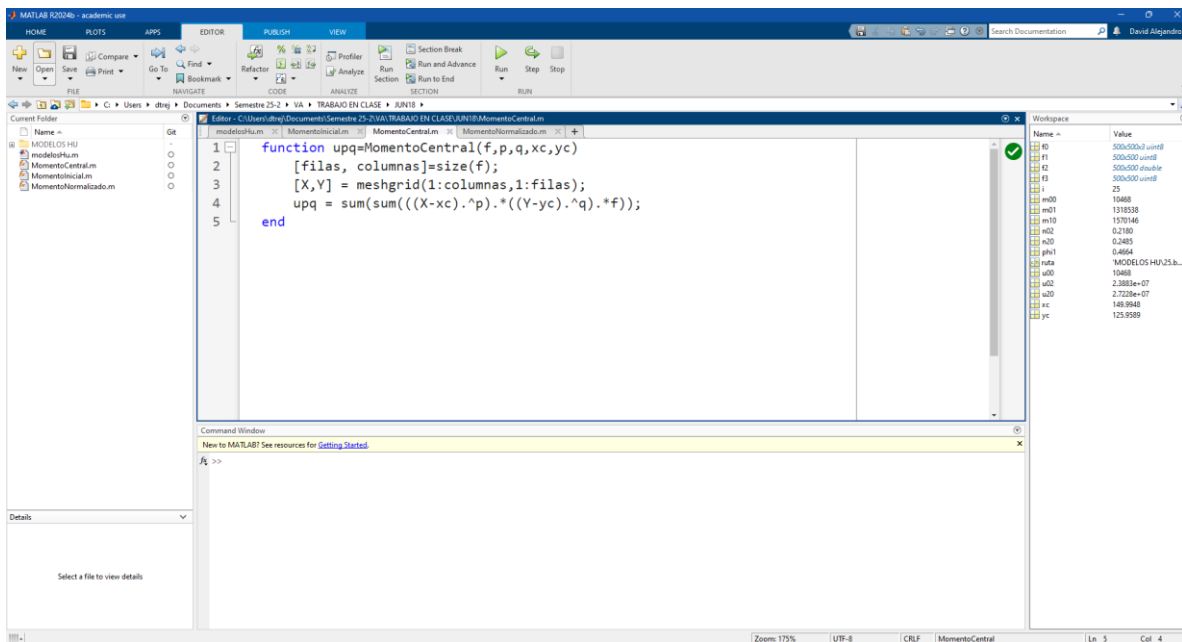 MATLAB R2024b - academic use
HOME PLOTS APPS EDITOR PUBLISH VIEW Search Documentation David Alejandro
New Open Save Compare Print Go To Find Bookmark Refactor Profiler Analyze Run Section Section Break Run and Advance Run to End Run Step Stop
FILE NAVIGATE CODE ANALYZE SECTION RUN
C: Users dtrej Documents Semestre 25-2 VA TRABAJO EN CLASE JUN18
Current Folder
Name Git
MODELOS HU
modelosHu.m
MomentoCentral.m
MomentoInicial.m
MomentoNormalizado.m
Details
Select a file to view details
Editor - C:\Users\dtrej\Documents\Semestre 25-2\VA\TRABAJO EN CLASE\JUN18\MomentoCentral.m
modelosHu.m MomentoInicial.m MomentoCentral.m MomentoNormalizado.m +
1 function upq=MomentoCentral(f,p,q,xc,yc)
2 [filas, columnas]=size(f);
3 [X,Y] = meshgrid(1:columnas,1:filas);
4 upq = sum(sum(((X-xc).^p).*((Y-yc).^q).*f));
5 end
Command Window
New to MATLAB? See resources for Getting Started.
fx >>
Workspace
Name Value
f0 500x500x3 uint8
f1 500x500 uint8
f2 500x500 double
f3 500x500 uint8
i 25
m00 10468
m01 1318538
m10 1570146
n02 0.2180
n20 0.2485
phi1 0.4664
ruta 'MODELOS HU\25.b...
u00 10468
u02 2.3883e+07
u20 2.7228e+07
xc 149.9948
yc 125.9589
Zoom: 175% UTF-8 CRLF MomentoCentral Ln 5 Col 4